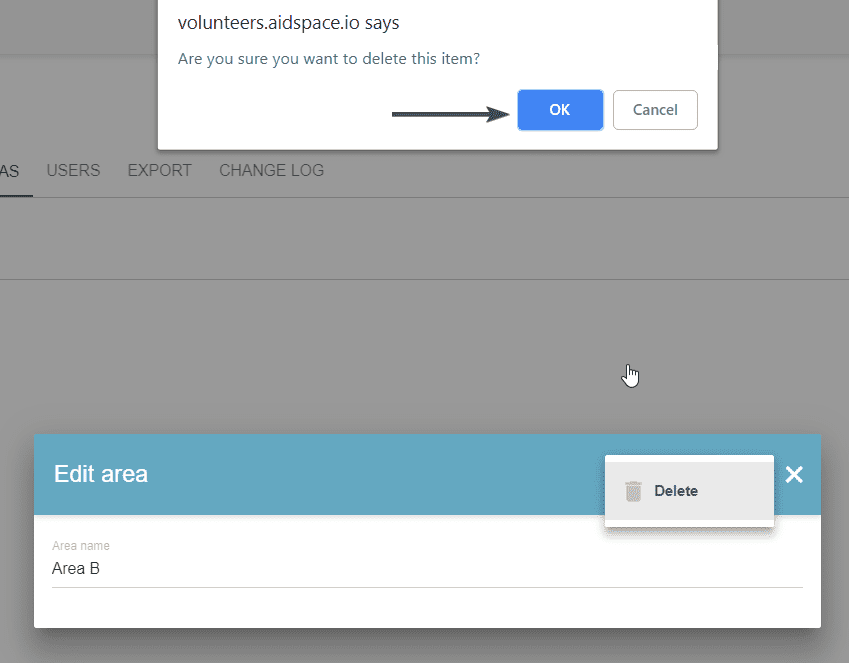 volunteers.aidspace.io says
Are you sure you want to delete this item?
OK Cancel
AS USERS EXPORT CHANGE LOG
Edit area
Delete
Area name
Area B